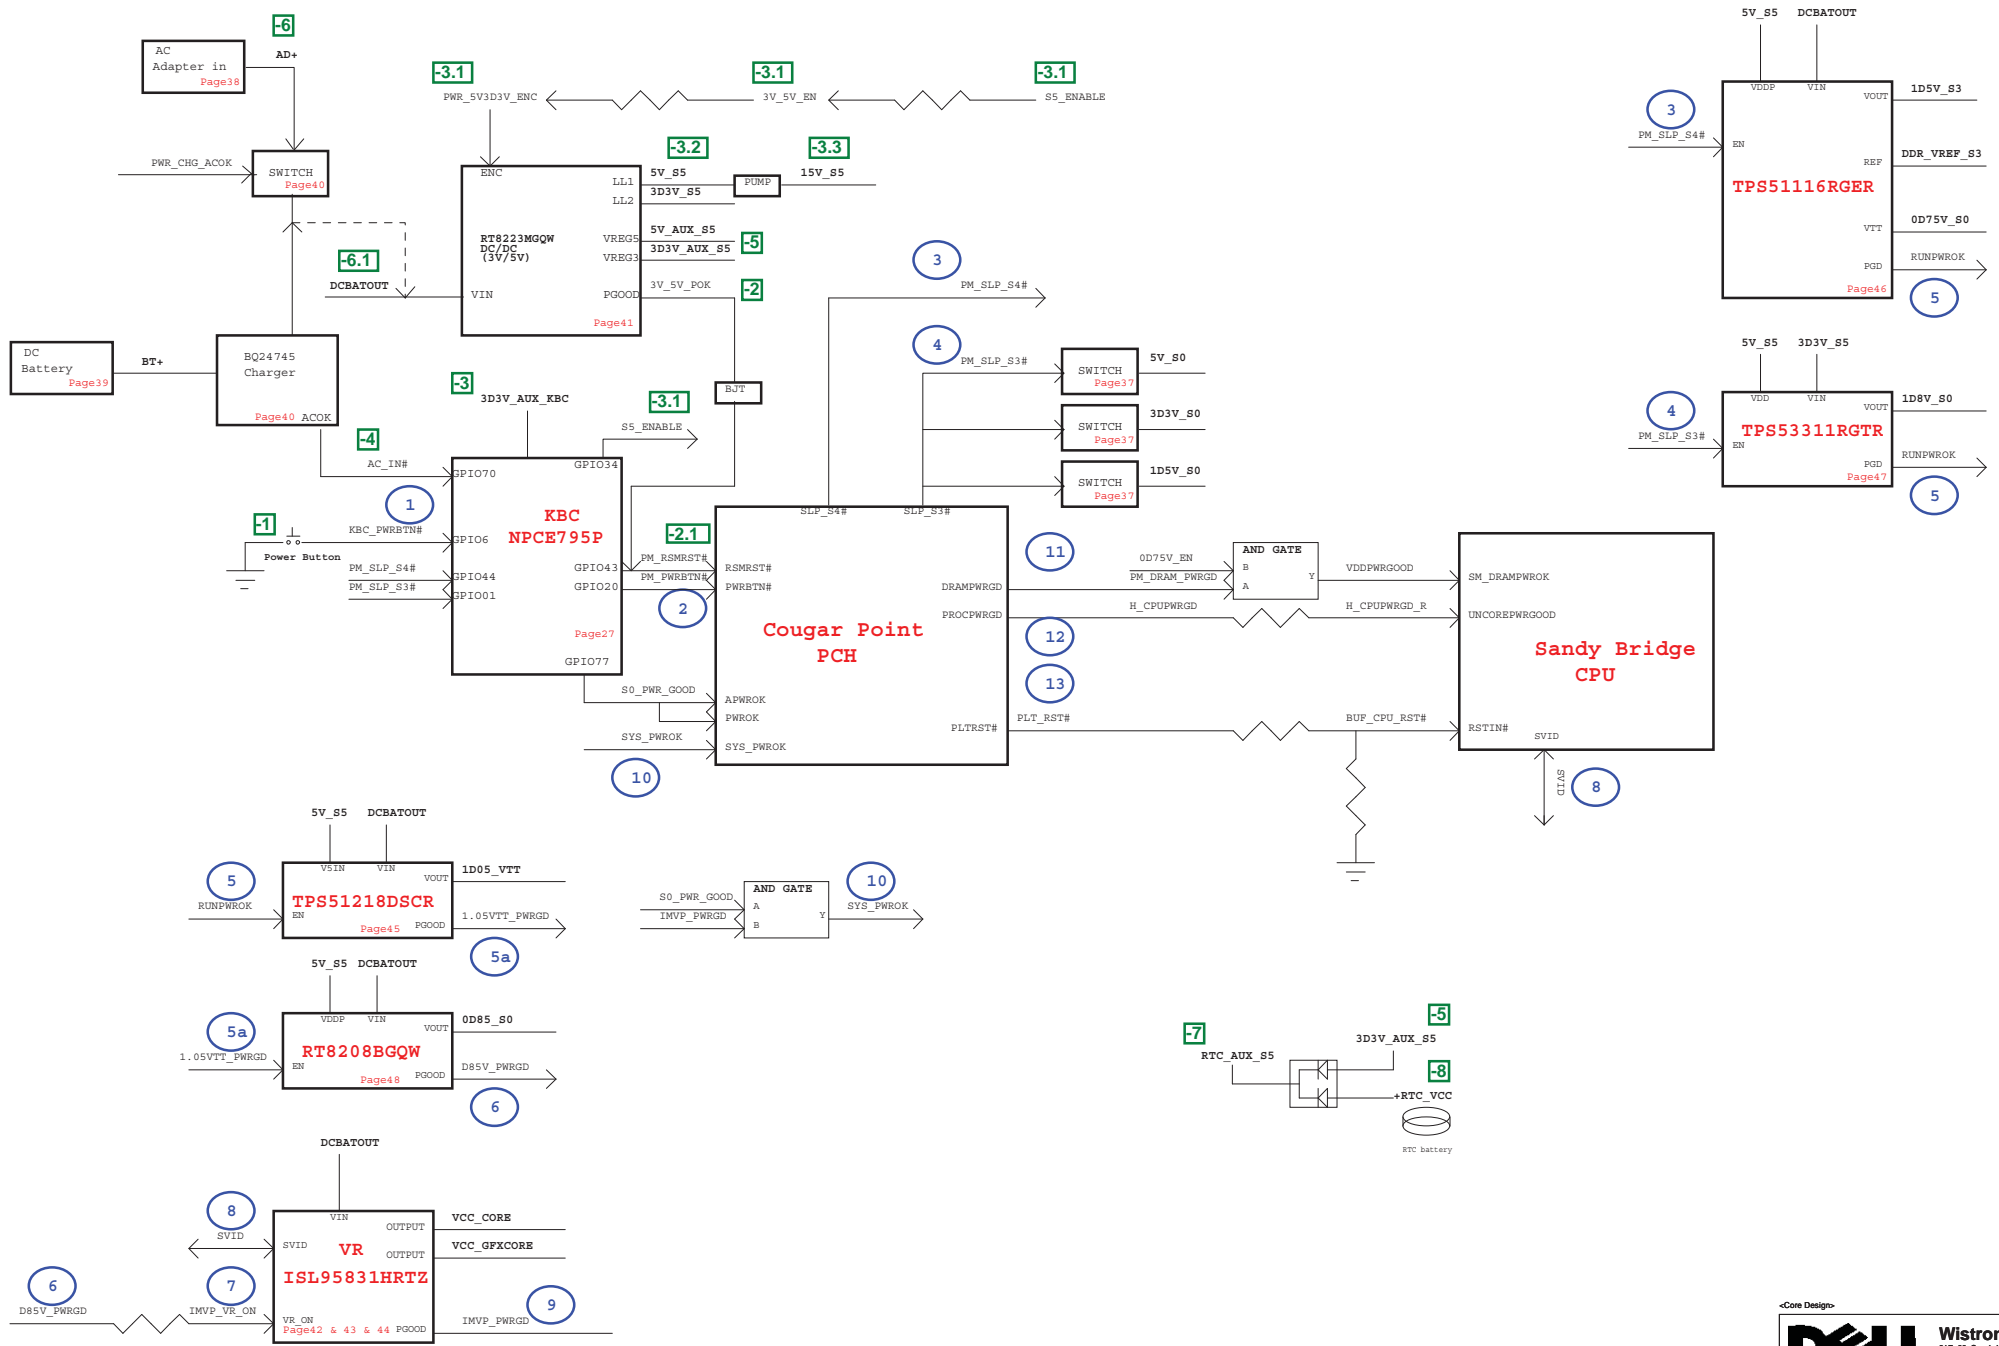 -6
AC
Adapter in
Page38
AD+
PWR_CHG_ACOK
SWITCH
Page40
-6.1
DCBATOUT
DC
Battery
Page39
BT+
BQ24745
Charger
Page40 ACOK
-3.1
-3.1
-3.1
PWR_5V3D3V_ENC
3V_5V_EN
S5_ENABLE
-3.2
-3.3
ENC
LL1
5V_S5
PUMP
15V_S5
LL2
3D3V_S5
RT8223MGQW
DC/DC
(3V/5V)
VREG5
5V_AUX_S5
-5
VREG3
3D3V_AUX_S5
VIN
PGOOD
3V_5V_POK
-2
Page41
BJT
-3
3D3V_AUX_KBC
-3.1
S5_ENABLE
-4
AC_IN#
GPIO70
GPIO34
1
KBC
NPCE795P
-1
KBC_PWRBTN#
GPIO6
Power Button
-2.1
PM_SLP_S4#
GPIO44
PM_SLP_S3#
GPIO01
GPIO43
PM_RSMRST#
GPIO20
PM_PWRBTN#
2
Page27
GPIO77
S0_PWR_GOOD
SYS_PWROK
10
3
PM_SLP_S4#
4
PM_SLP_S3#
SWITCH
Page37
5V_S0
SWITCH
Page37
3D3V_S0
SWITCH
Page37
1D5V_S0
SLP_S4#
SLP_S3#
RSMRST#
PWRBTN#
Cougar Point
PCH
APWROK
PWROK
SYS_PWROK
DRAMPWRGD
PROCPWRGD
PLTRST#
11
0D75V_EN
PM_DRAM_PWRGD
AND GATE
B
A
Y
VDDPWRGOOD
H_CPUPWRGD
H_CPUPWRGD_R
12
13
PLT_RST#
BUF_CPU_RST#
SM_DRAMPWROK
UNCOREPWRGOOD
Sandy Bridge
CPU
RSTIN#
SVID
SVID
8
5V_S5
DCBATOUT
3
PM_SLP_S4#
VDDP
VIN
VOUT
1D5V_S3
EN
REF
DDR_VREF_S3
TPS51116RGER
VTT
0D75V_S0
PGD
RUNPWROK
Page46
5
5V_S5
3D3V_S5
4
PM_SLP_S3#
VDD
VIN
VOUT
1D8V_S0
TPS53311RGTR
EN
PGD
RUNPWROK
Page47
5
5V_S5
DCBATOUT
5
RUNPWROK
V5IN
VIN
VOUT
1D05_VTT
TPS51218DSCR
EN
Page45
PGOOD
1.05VTT_PWRGD
5a
5V_S5
DCBATOUT
5a
1.05VTT_PWRGD
VDDP
VIN
VOUT
0D85_S0
RT8208BGQW
EN
Page48
PGOOD
D85V_PWRGD
6
S0_PWR_GOOD
IMVP_PWRGD
AND GATE
A
B
Y
10
SYS_PWROK
-7
RTC_AUX_S5
-5
3D3V_AUX_S5
-8
+RTC_VCC
RTC battery
DCBATOUT
VIN
8
SVID
SVID
VR
OUTPUT
VCC_CORE
OUTPUT
VCC_GFXCORE
ISL95831HRTZ
6
D85V_PWRGD
7
IMVP_VR_ON
VR_ON
Page42 & 43 & 44
PGOOD
IMVP_PWRGD
9
<Core Design>
DELL
Wistron